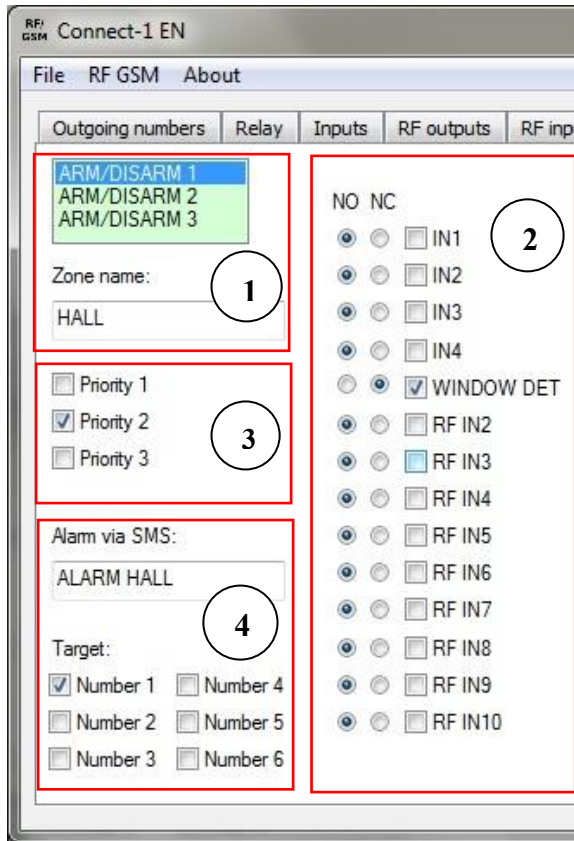 RF/
GSM Connect-1 EN
File RF GSM About
Outgoing numbers Relay Inputs RF outputs RF inp
ARM/DISARM 1
ARM/DISARM 2
ARM/DISARM 3
1
Zone name:
HALL
Priority 1
Priority 2
Priority 3
3
Alarm via SMS:
ALARM HALL
4
Target:
Number 1 Number 4
Number 2 Number 5
Number 3 Number 6
NO NC
2
IN1
IN2
IN3
IN4
WINDOW DET
RF IN2
RF IN3
RF IN4
RF IN5
RF IN6
RF IN7
RF IN8
RF IN9
RF IN10